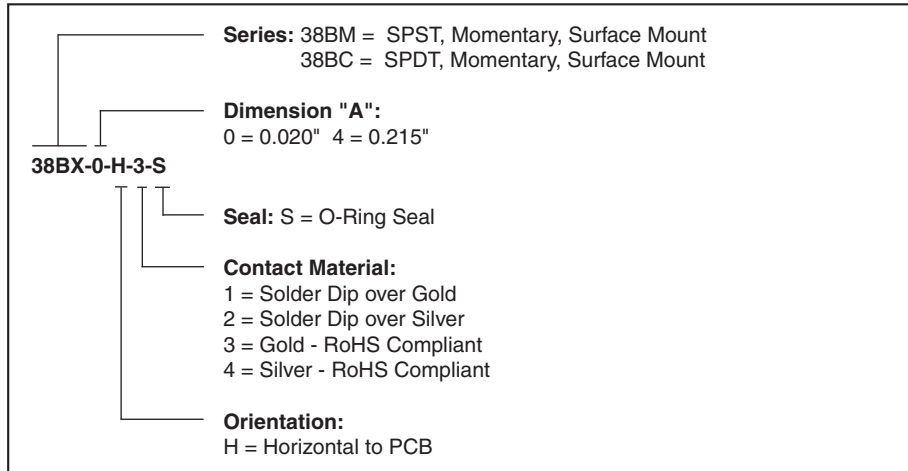 Series: 38BM = SPST, Momentary, Surface Mount
38BC = SPDT, Momentary, Surface Mount
Dimension "A":
0 = 0.020" 4 = 0.215"
38BX-0-H-3-S
Seal: S = O-Ring Seal
Contact Material:
1 = Solder Dip over Gold
2 = Solder Dip over Silver
3 = Gold - RoHS Compliant
4 = Silver - RoHS Compliant
Orientation:
H = Horizontal to PCB